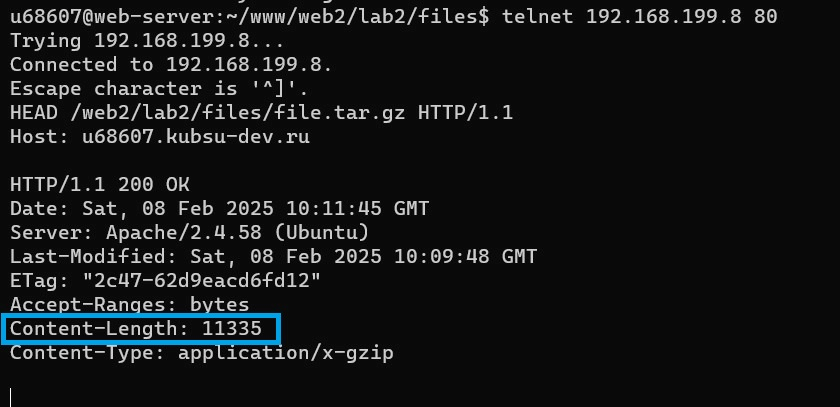 u68607@web-server:~/www/web2/lab2/files$ telnet 192.168.199.8 80
Trying 192.168.199.8...
Connected to 192.168.199.8.
Escape character is '^]'.
HEAD /web2/lab2/files/file.tar.gz HTTP/1.1
Host: u68607.kubsu-dev.ru
HTTP/1.1 200 OK
Date: Sat, 08 Feb 2025 10:11:45 GMT
Server: Apache/2.4.58 (Ubuntu)
Last-Modified: Sat, 08 Feb 2025 10:09:48 GMT
ETag: "2c47-62d9eacd6fd12"
Accept-Ranges: bytes
Content-Length: 11335
Content-Type: application/x-gzip